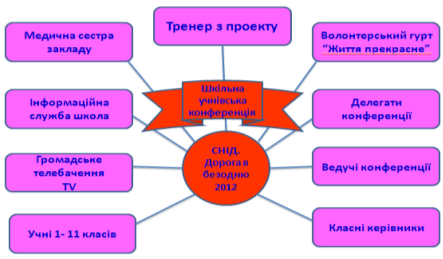 Тренер з проекту
Медична сестра
закладу
Волонтерський гурт
“Життя прекрасне”
Шкільна
учнівська
конференція
Інформаційна
служба школа
Делегати
конференції
СНІД.
Дорога в
безодню
2012
Громадське
телебачення
TV
Ведучі конференції
Учні 1- 11 класів
Класні керівники